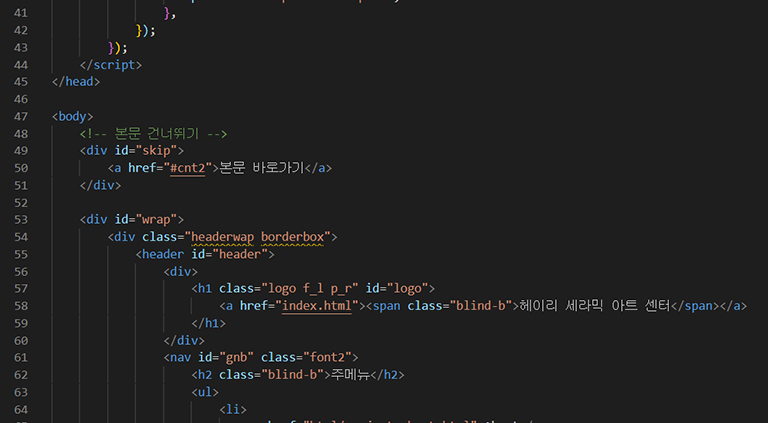 41 },
42 });
43 });
44 </script>
45 </head>
46
47 <body>
48 <!-- 본문 건너뛰기 -->
49 <div id="skip">
50 <a href="#cnt2">본문 바로가기</a>
51 </div>
52
53 <div id="wrap">
54 <div class="headerwap borderbox">
55 <header id="header">
56 <div>
57 <h1 class="logo f_l p_r" id="logo">
58 <a href="index.html"><span class="blind-b">헤이리 세라믹 아트 센터</span></a>
59 </h1>
60 </div>
61 <nav id="gnb" class="font2">
62 <h2 class="blind-b">주메뉴</h2>
63 <ul>
64 <li>